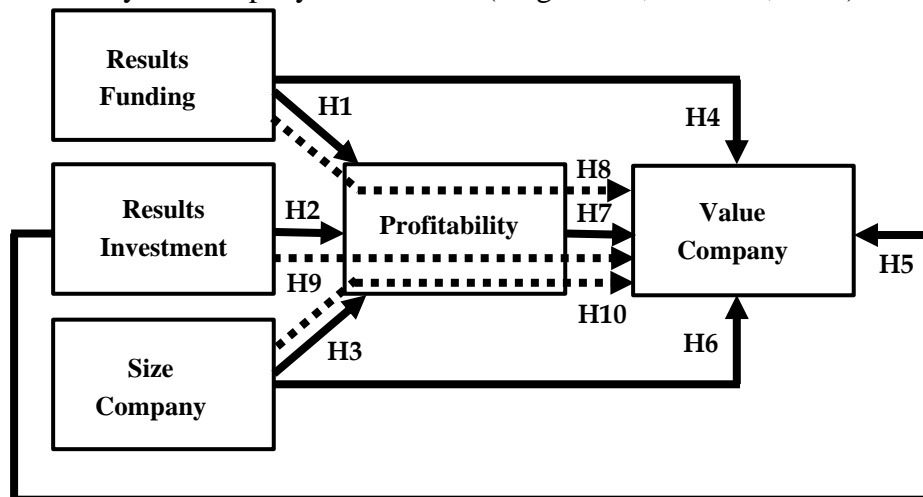 Results
Funding
H1
H4
H8
Results
Investment
H2
Profitability
H7
Value
Company
H9
H5
H10
H3
H6
Size
Company